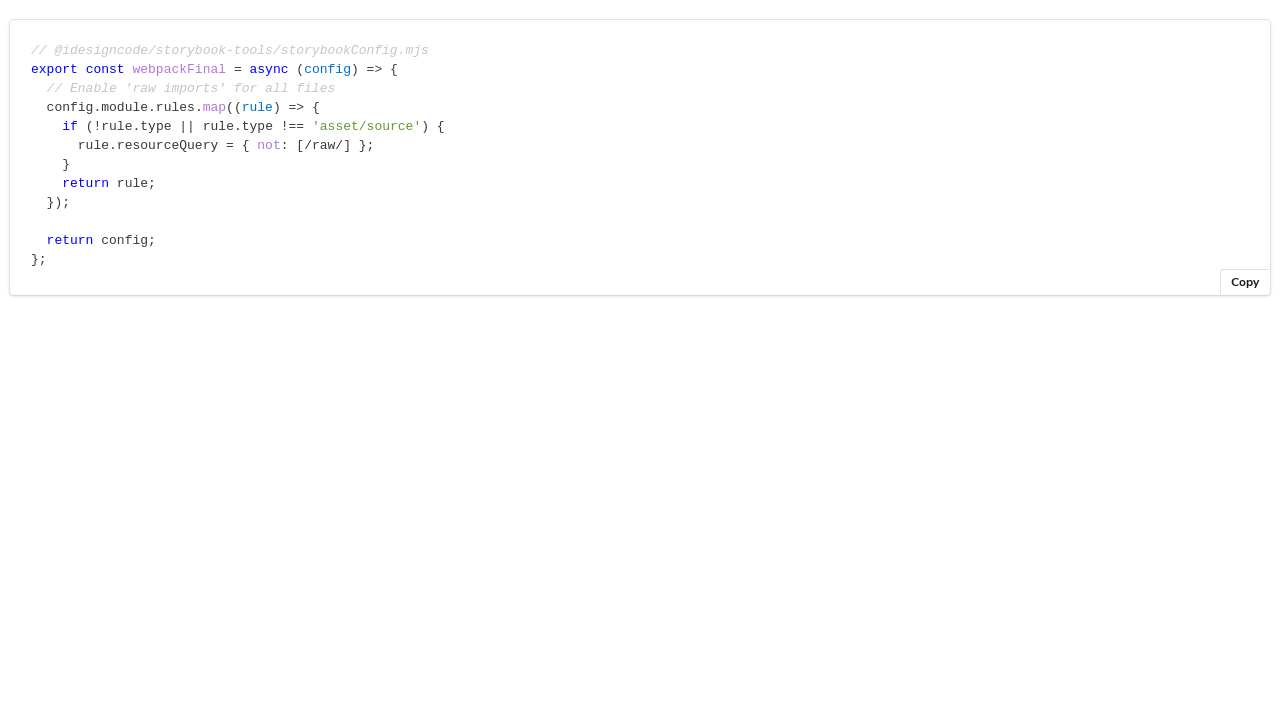 // @idesigncode/storybook-tools/storybookConfig.mjs
export const webpackFinal = async (config) => {
  // Enable 'raw imports' for all files
  config.module.rules.map((rule) => {
    if (!rule.type || rule.type !== 'asset/source') {
      rule.resourceQuery = { not: [/raw/] };
    }
    return rule;
  });

  return config;
};
Copy